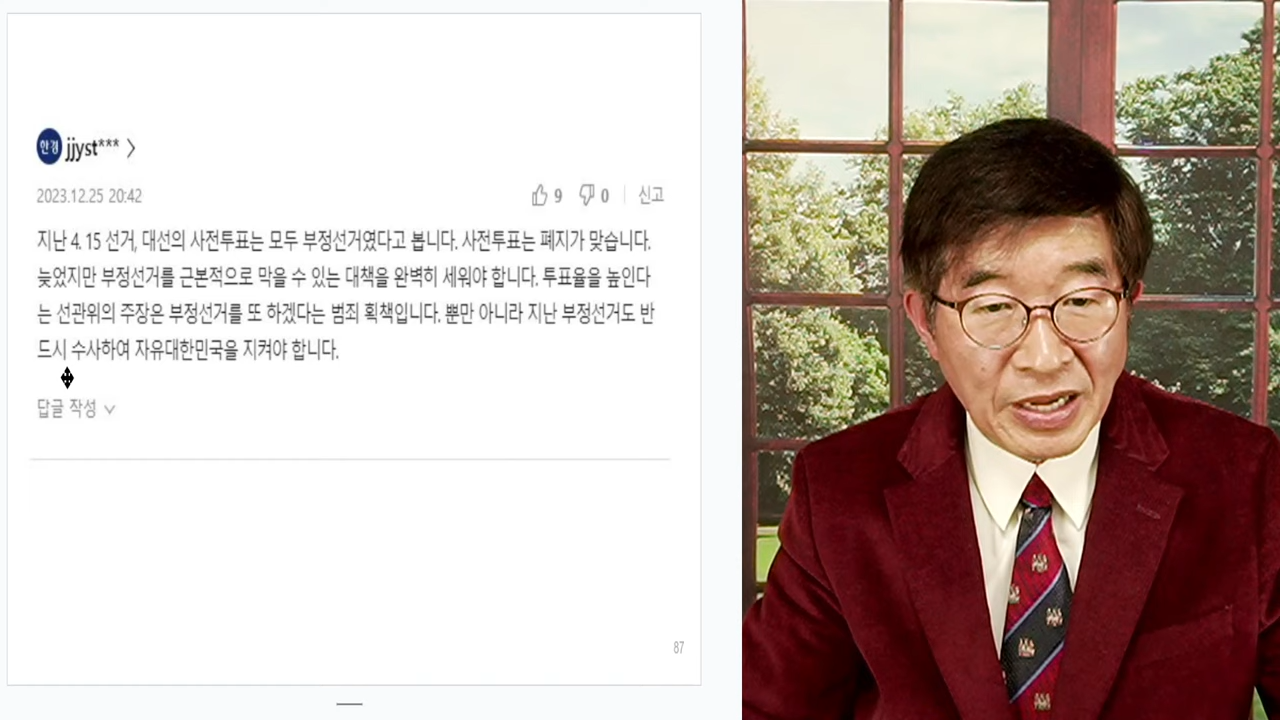 한경 jjyst*** 〉
2023.12.25 20:42 9 0 신고
지난 4. 15 선거, 대선의 사전투표는 모두 부정선거였다고 봅니다. 사전투표는 폐지가 맞습니다.
늦었지만 부정선거를 근본적으로 막을 수 있는 대책을 완벽히 세워야 합니다. 투표율을 높인다
는 선관위의 주장은 부정선거를 또 하겠다는 범죄 획책입니다. 뿐만 아니라 지난 부정선거도 반
드시 수사하여 자유대한민국을 지켜야 합니다.
답글 작성
87